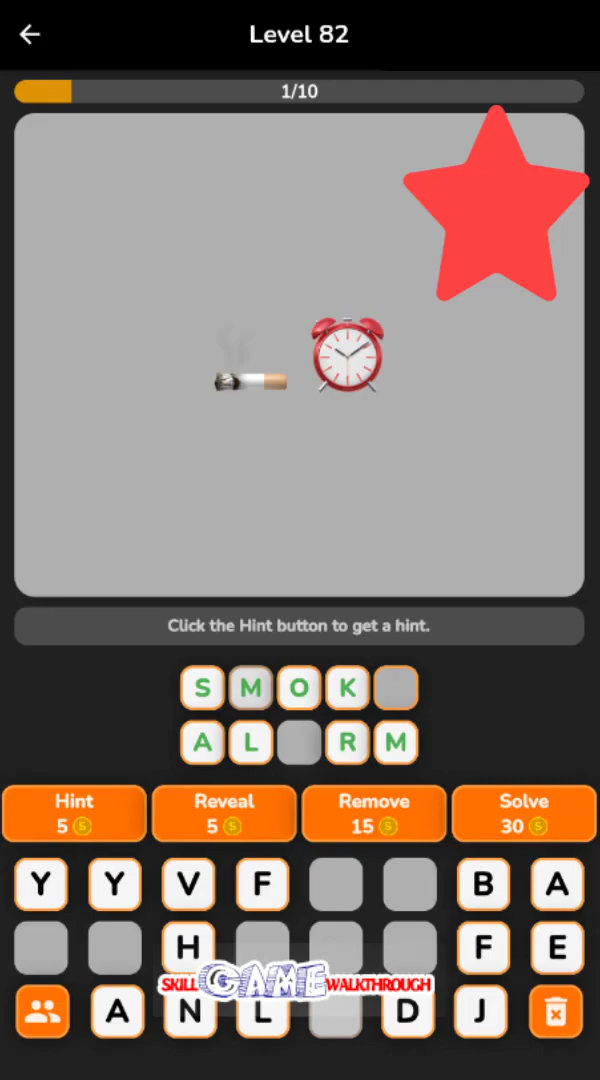 Level 82
1/10
Click the Hint button to get a hint.
S M O K
A L R M
Hint Reveal Remove Solve
5 5 15 30
Y Y V F B A
H F E
SKILL GAME WALKTHROUGH
A N L D J